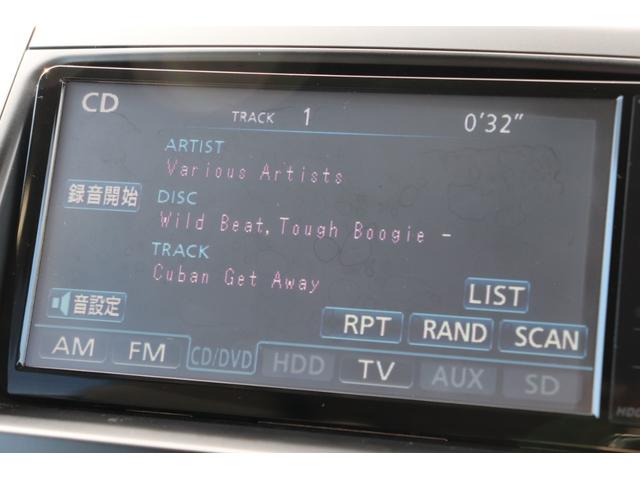 CD
TRACK 1 0'32"
ARTIST
Various Artists
録音開始
DISC
Wild Beat,Tough Boogie -
TRACK
Cuban Get Away
LIST
音設定
RPT RAND SCAN
AM FM CD/DVD HDD TV AUX SD
HDD